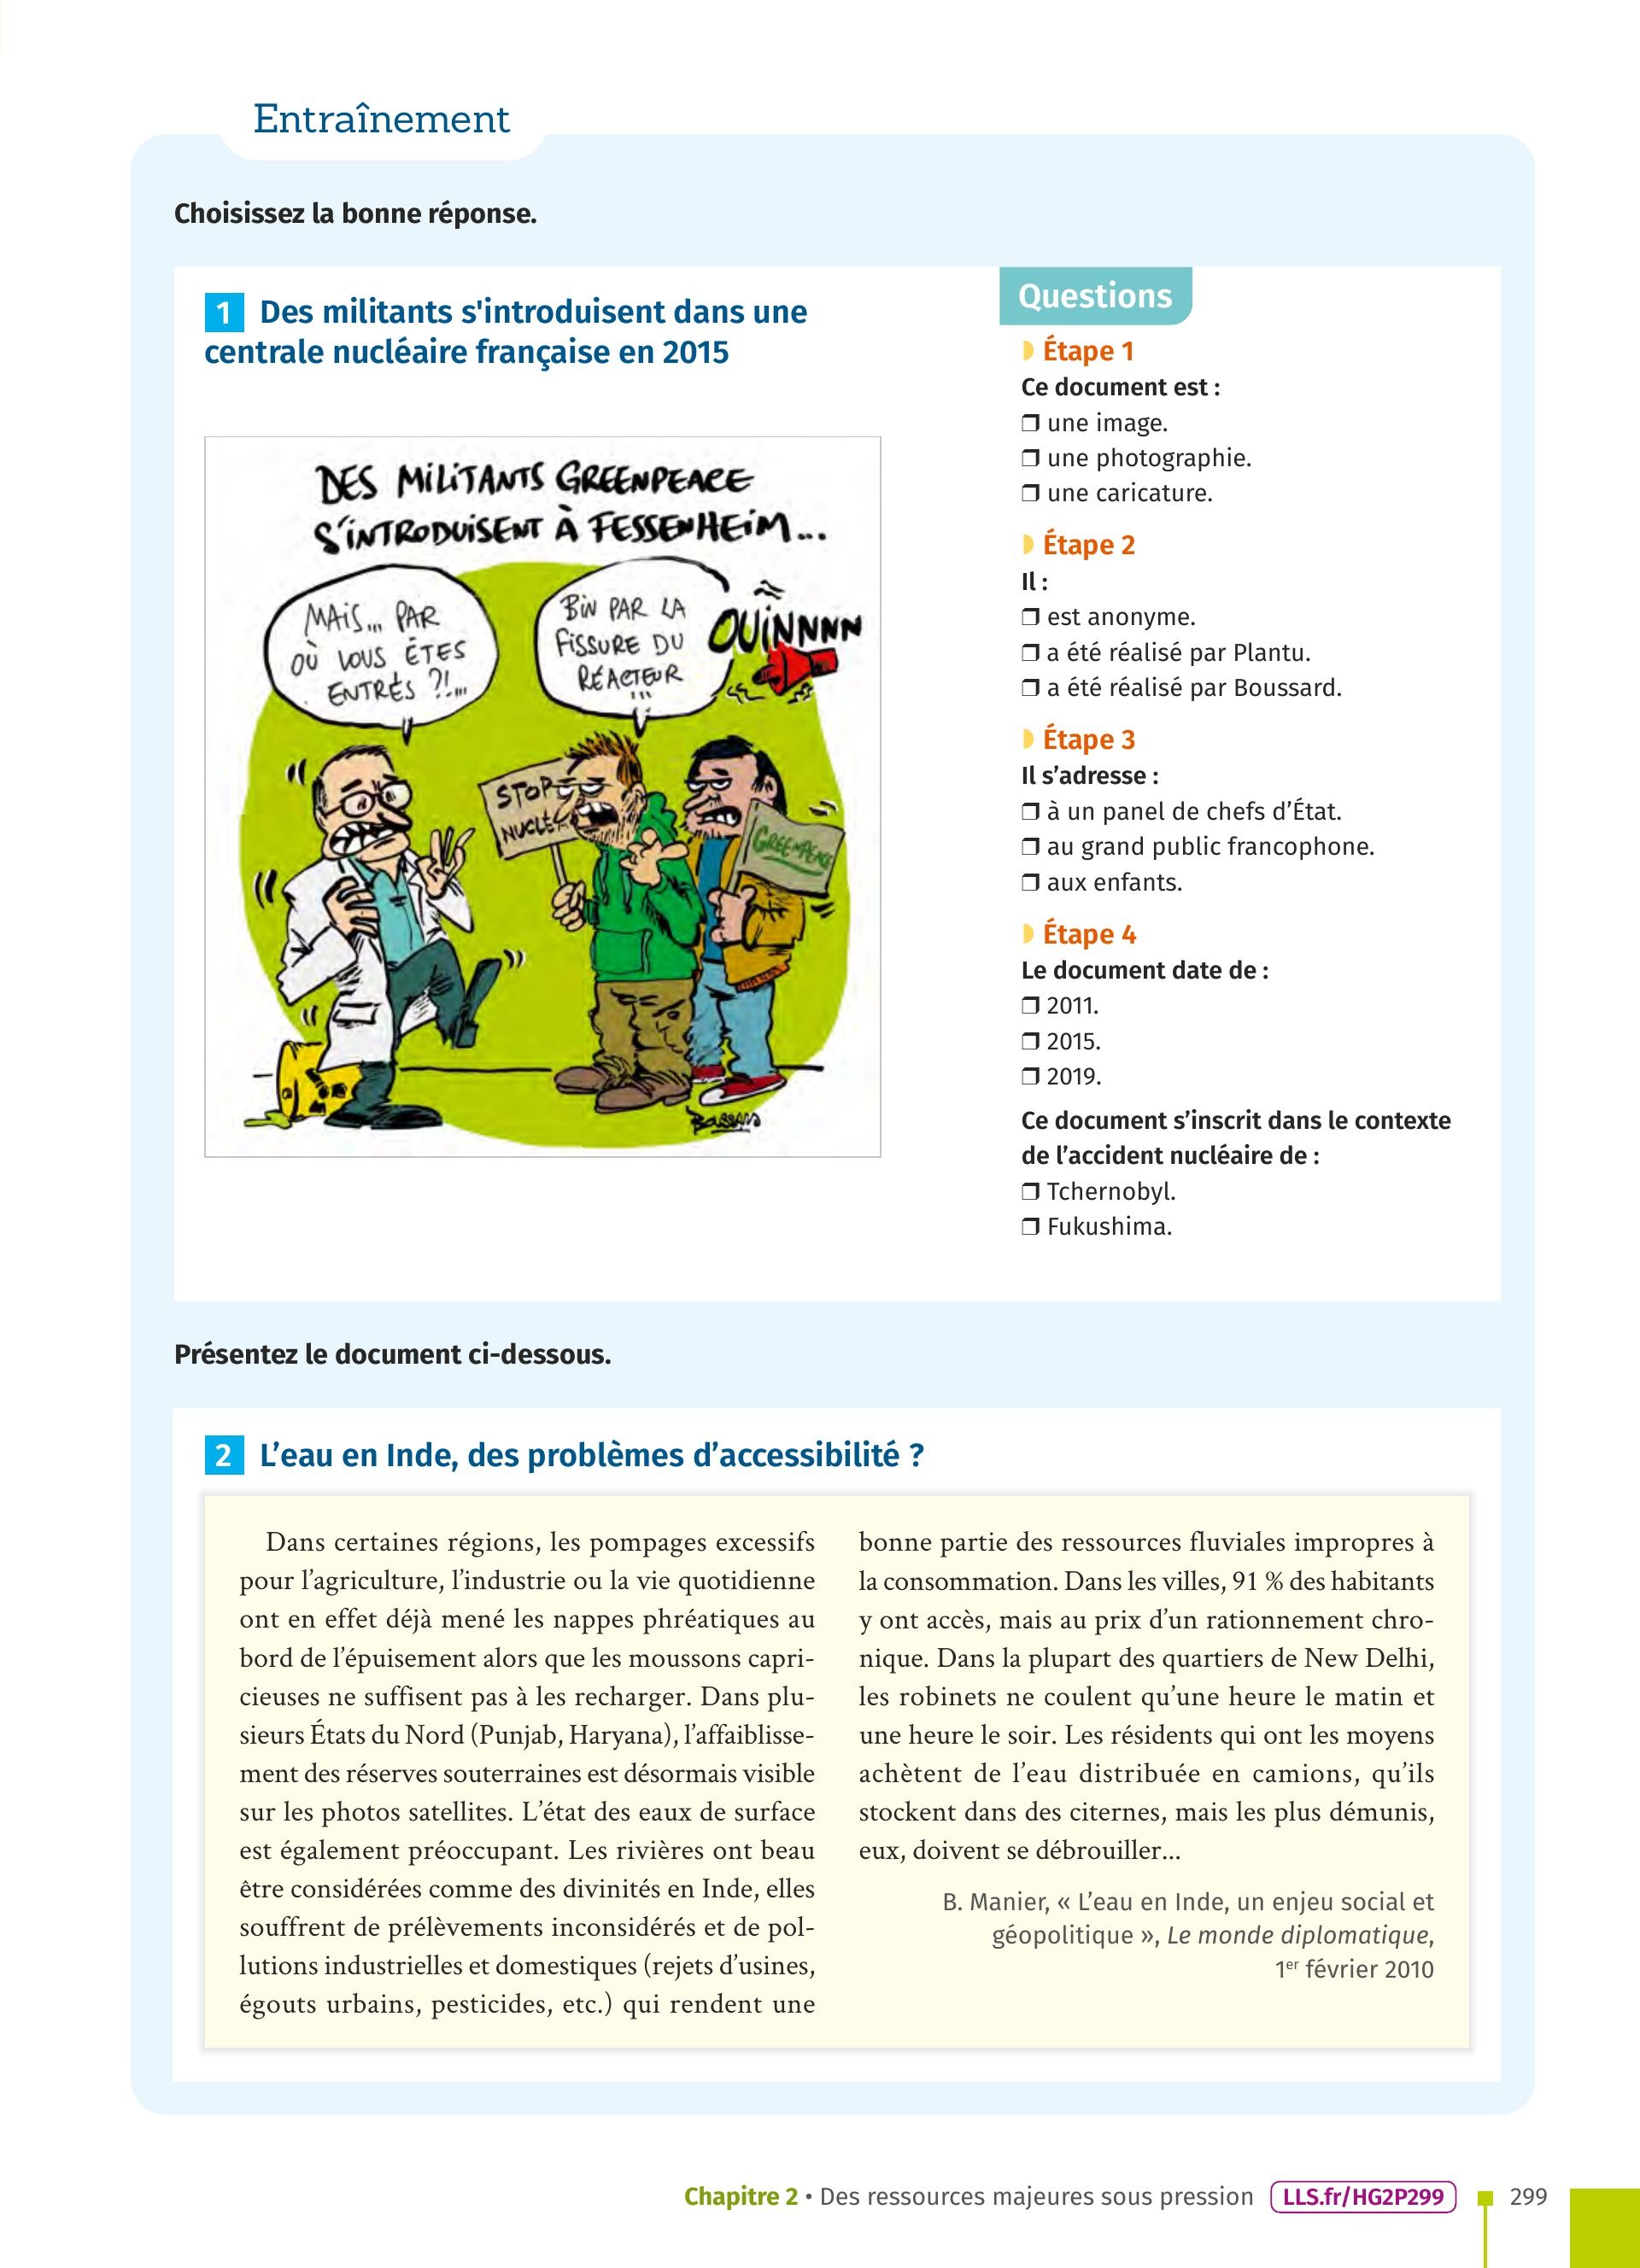 Entraînement
Choisissez la bonne réponse.
1 Des militants s'introduisent dans une
centrale nucléaire française en 2015
DES MILITANTS GREENPEACE
S'INTRODUISENT À FESSENHEIM...
MAIS... PAR
OÙ VOUS ÊTES
ENTRÉS ?!...
BIN PAR LA
FISSURE DU
RÉACTEUR
...
OUÏNNNN
STOP
NUCLÉ
GREENPEACE
Questions
Étape 1
Ce document est :
❒ une image.
❒ une photographie.
❒ une caricature.
Étape 2
Il :
❒ est anonyme.
❒ a été réalisé par Plantu.
❒ a été réalisé par Boussard.
Étape 3
Il s’adresse :
❒ à un panel de chefs d’État.
❒ au grand public francophone.
❒ aux enfants.
Étape 4
Le document date de :
❒ 2011.
❒ 2015.
❒ 2019.
Ce document s’inscrit dans le contexte
de l’accident nucléaire de :
❒ Tchernobyl.
❒ Fukushima.
Présentez le document ci-dessous.
2 L’eau en Inde, des problèmes d’accessibilité ?
Dans certaines régions, les pompages excessifs
pour l’agriculture, l’industrie ou la vie quotidienne
ont en effet déjà mené les nappes phréatiques au
bord de l’épuisement alors que les moussons capri-
cieuses ne suffisent pas à les recharger. Dans plu-
sieurs États du Nord (Punjab, Haryana), l’affaiblisse-
ment des réserves souterraines est désormais visible
sur les photos satellites. L’état des eaux de surface
est également préoccupant. Les rivières ont beau
être considérées comme des divinités en Inde, elles
souffrent de prélèvements inconsidérés et de pol-
lutions industrielles et domestiques (rejets d’usines,
égouts urbains, pesticides, etc.) qui rendent une
bonne partie des ressources fluviales impropres à
la consommation. Dans les villes, 91 % des habitants
y ont accès, mais au prix d’un rationnement chro-
nique. Dans la plupart des quartiers de New Delhi,
les robinets ne coulent qu’une heure le matin et
une heure le soir. Les résidents qui ont les moyens
achètent de l’eau distribuée en camions, qu’ils
stockent dans des citernes, mais les plus démunis,
eux, doivent se débrouiller...
B. Manier, « L’eau en Inde, un enjeu social et
géopolitique », Le monde diplomatique,
1er février 2010
Chapitre 2 • Des ressources majeures sous pression LLS.fr/HG2P299 299